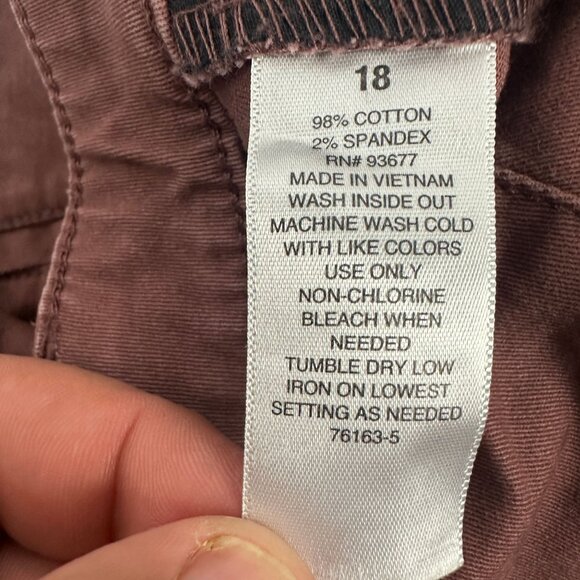 18
98% COTTON
2% SPANDEX
RN# 93677
MADE IN VIETNAM
WASH INSIDE OUT
MACHINE WASH COLD
WITH LIKE COLORS
USE ONLY
NON-CHLORINE
BLEACH WHEN
NEEDED
TUMBLE DRY LOW
IRON ON LOWEST
SETTING AS NEEDED
76163-5